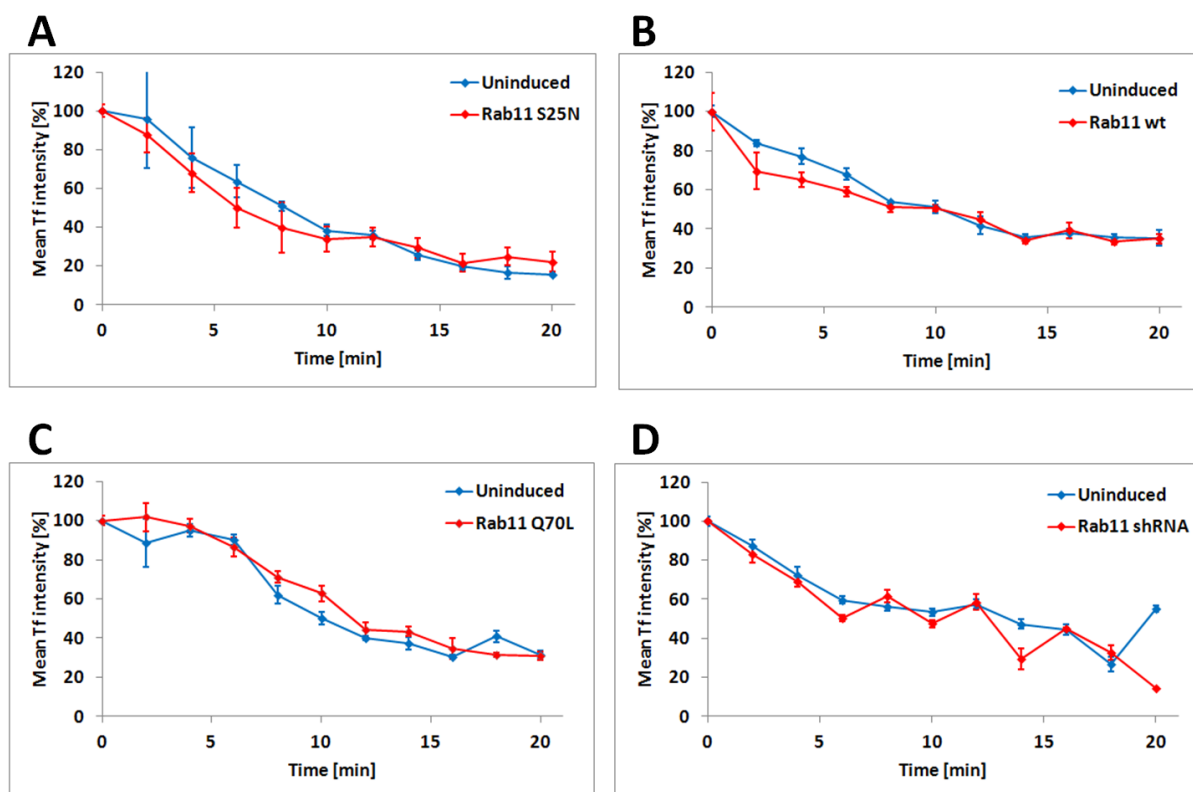 A
B
120
100
80
60
40
20
0
Mean Tf intensity [%]
Uninduced
Rab11 S25N
0
5
10
15
20
Time [min]
120
100
80
60
40
20
0
Mean Tf intensity [%]
Uninduced
Rab11 wt
0
5
10
15
20
Time [min]
C
D
120
100
80
60
40
20
0
Mean Tf intensity [%]
Uninduced
Rab11 Q70L
0
5
10
15
20
Time [min]
120
100
80
60
40
20
0
Mean Tf intensity [%]
Uninduced
Rab11 shRNA
0
5
10
15
20
Time [min]